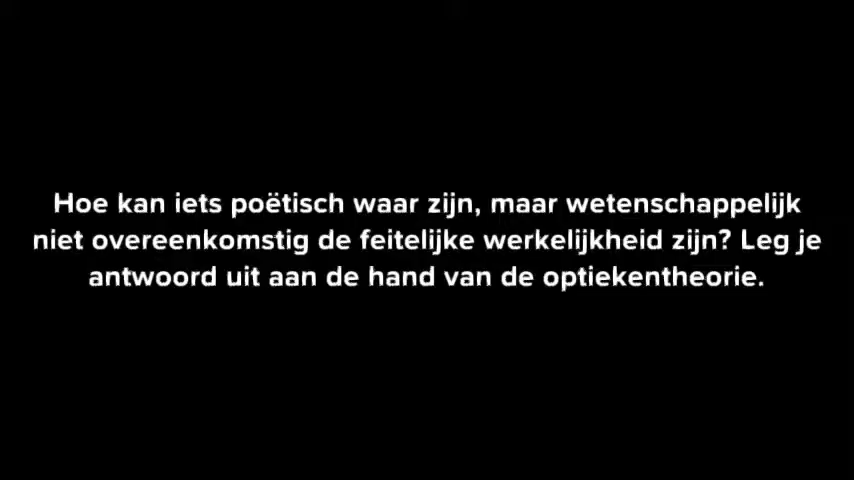 Hoe kan iets poëtisch waar zijn, maar wetenschappelijk
niet overeenkomstig de feitelijke werkelijkheid zijn? Leg je
antwoord uit aan de hand van de optiekentheorie.